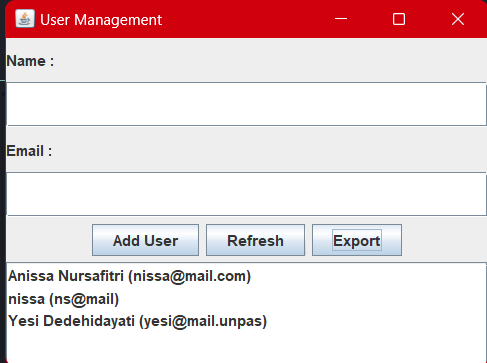 User Management
Name :
Email :
Add User Refresh Export
Anissa Nursafitri (nissa@mail.com)
nissa (ns@mail)
Yesi Dedehidayati (yesi@mail.unpas)